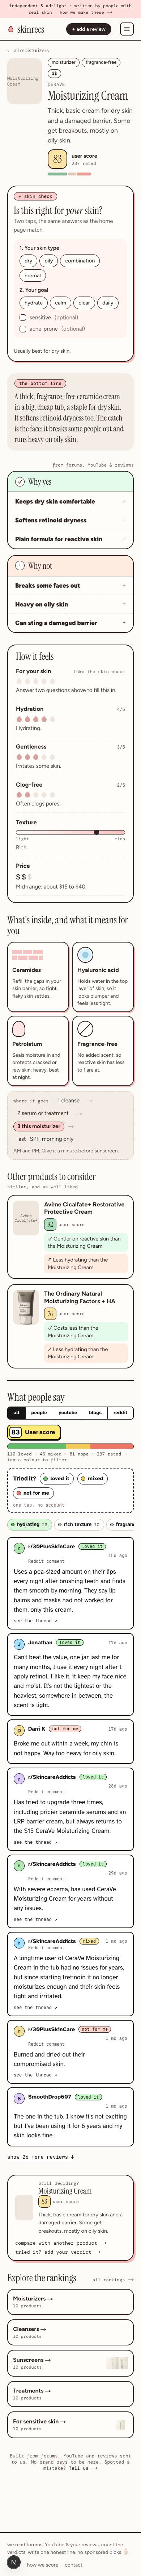 independent & ad-light · written by people with
real skin · how we make these →
skinrecs
+ add a review
← all moisturizers
Moisturizing
Cream
moisturizer
fragrance-free
$$
CERAVE
Moisturizing Cream
Thick, basic cream for dry
skin and a damaged
barrier. Some get
breakouts, mostly on
oily skin.
83
user score
237 rated
+ skin check
Is this right for your skin?
Two taps, the same answers as the home
page match.
1. Your skin type
dry
oily
combination
normal
2. Your goal
hydrate
calm
clear
daily
sensitive (optional)
acne-prone (optional)
Usually best for dry skin.
the bottom line
A thick, fragrance-free ceramide cream
in a big, cheap tub, a staple for dry skin.
It softens retinoid dryness too. The catch
is the face: it breaks some people out and
runs heavy on oily skin.
from forums, YouTube & reviews
Why yes
Keeps dry skin comfortable +
Softens retinoid dryness +
Plain formula for reactive skin +
Why not
Breaks some faces out +
Heavy on oily skin +
Can sting a damaged barrier +
How it feels
For your skin
take the skin check
Answer two questions above to fill this in.
Hydration 4/5
Hydrating.
Gentleness 3/5
Irritates some skin.
Clog-free 2/5
Often clogs pores.
Texture
light rich
Rich.
Price
$ $ $
Mid-range: about $15 to $40.
What's inside, and what it means for
you
Ceramides
Refill the gaps in your
skin barrier, so tight,
flaky skin settles.
Hyaluronic acid
Holds water in the top
layer of skin, so it
looks plumper and
feels less tight.
Petrolatum
Seals moisture in and
protects cracked or
raw skin; heavy, best
at night.
Fragrance-free
No added scent, so
reactive skin has less
to fight.
where it goes 1 cleanse →
2 serum or treatment →
3 this moisturizer →
last · SPF, morning only
AM and PM. Give it a minute before sunscreen.
Other products to consider
similar, and as well liked
Avène
Cicalfate+
Avène Cicalfate+ Restorative
Protective Cream
92 user score
✓ Gentler on reactive skin than
the Moisturizing Cream.
↗ Less hydrating than the
Moisturizing Cream.
The Ordinary Natural
Moisturizing Factors + HA
76 user score
✓ Costs less than the
Moisturizing Cream.
↗ Less hydrating than the
Moisturizing Cream.
What people say
all
people
youtube
blogs
reddit
83 User score
tap a colour to filter
Tried it?
loved it
mixed
not for me
one tap, no account
hydrating 23
rich texture 18
r/30PlusSkinCare loved it
15d ago
Reddit comment
Uses a pea-sized amount on their lips
every night after brushing teeth and finds
them smooth by morning. They say lip
balms and masks had not worked for
them, only this cream.
see the thread ↗
Jonathan loved it 17d ago
Can't beat the value, one jar last me for
many months, I use it every night after I
apply retinol. I like it, it keep my face nice
and moist. It's not the lightest or the
heaviest, somewhere in between, the
scent is light.
Dani K not for me 17d ago
Broke me out within a week, my chin is
not happy. Way too heavy for oily skin.
r/SkincareAddicts loved it
28d ago
Reddit comment
Has tried to upgrade three times,
including pricier ceramide serums and an
LRP barrier cream, but always returns to
the $15 CeraVe Moisturizing Cream.
see the thread ↗
r/SkincareAddicts loved it
29d ago
Reddit comment
With severe eczema, has used CeraVe
Moisturizing Cream for years without
any issues.
see the thread ↗
r/SkincareAddicts mixed 1 mo ago
Reddit comment
A longtime user of CeraVe Moisturizing
Cream in the tub had no issues for years,
but since starting tretinoin it no longer
moisturizes enough and their skin feels
tight and irritated.
see the thread ↗
r/30PlusSkinCare not for me
1 mo ago
Reddit comment
Burned and dried out their
compromised skin.
see the thread ↗
SmoothDrop607 loved it
1 mo ago
The one in the tub. I know it's not exciting
but I've been using it for 6 years and my
skin looks fine.
show 26 more reviews ↓
Still deciding?
Moisturizing Cream
83 user score
Thick, basic cream for dry skin and a
damaged barrier. Some get
breakouts, mostly on oily skin.
compare with another product →
tried it? add your verdict →
Explore the rankings
all rankings →
Moisturizers →
10 products
Cleansers →
10 products
Sunscreens →
10 products
Treatments →
10 products
For sensitive skin →
10 products
Built from forums, YouTube and reviews sent
to us. No brand pays to be here. Spotted a
mistake? Tell us →
we read forums, YouTube & your reviews, count the
verdicts, write one honest line. no sponsored picks
N
how we score
contact